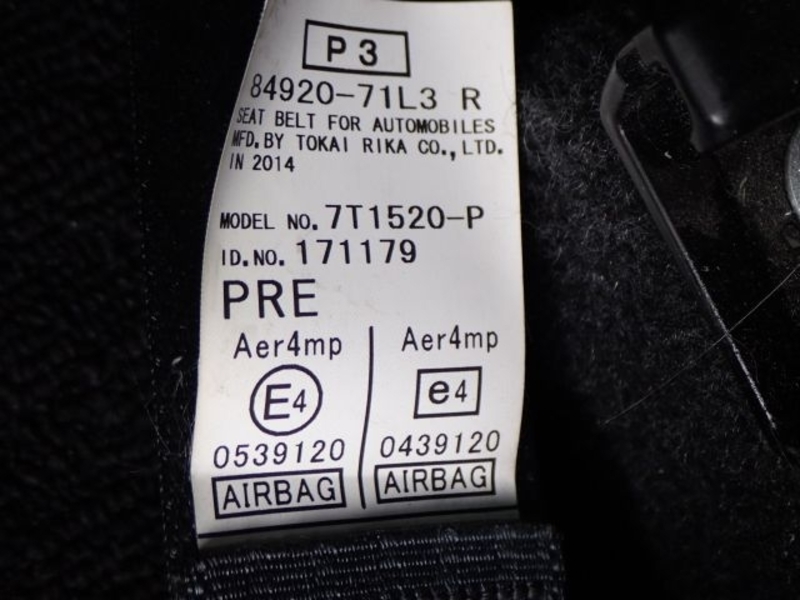 P3
84920-71L3 R
SEAT BELT FOR AUTOMOBILES
MFD. BY TOKAI RIKA CO., LTD.
IN 2014
MODEL NO. 7T1520-P
ID. NO. 171179
PRE
Aer4mp Aer4mp
E4 e4
0539120 0439120
AIRBAG AIRBAG